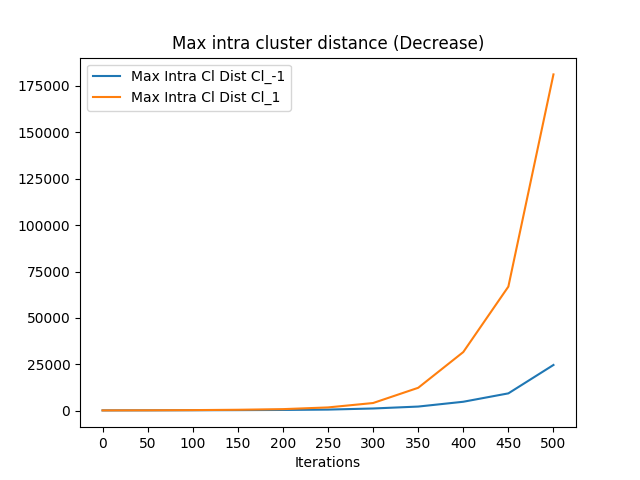 Max intra cluster distance (Decrease)
Max Intra Cl Dist Cl_-1
Max Intra Cl Dist Cl_1
175000
150000
125000
100000
75000
50000
25000
0
0 50 100 150 200 250 300 350 400 450 500
Iterations